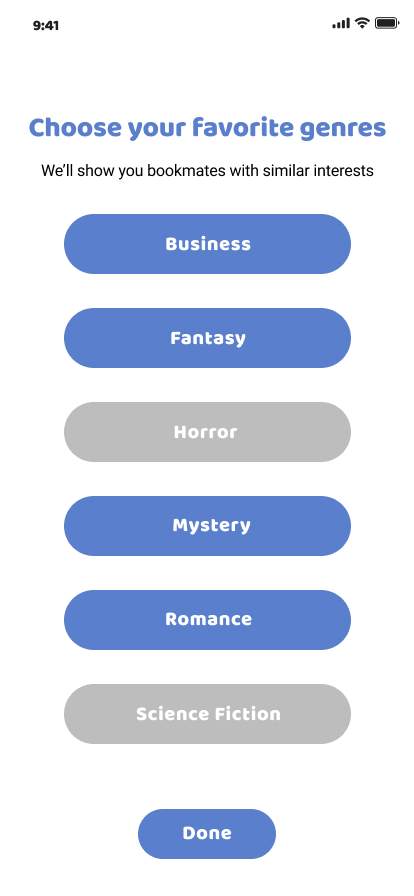 9:41
Choose your favorite genres
We'll show you bookmates with similar interests
Business
Fantasy
Horror
Mystery
Romance
Science Fiction
Done